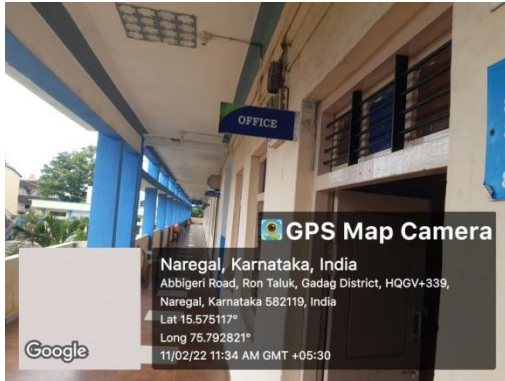 OFFICE
GPS Map Camera
Naregal, Karnataka, India
Abbigeri Road, Ron Taluk, Gadag District, HQGV+339,
Naregal, Karnataka 582119, India
Lat 15.575117°
Long 75.792821°
11/02/22 11:34 AM GMT +05:30
Google